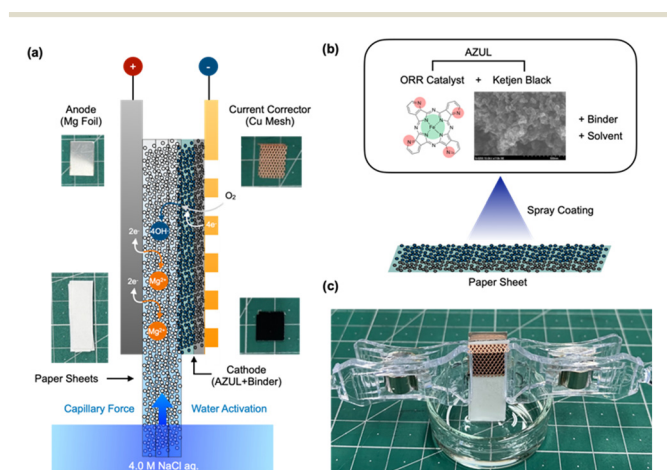 (a)
+
-
Anode
(Mg Foil)
Current Corrector
(Cu Mesh)
O₂
4e⁻
4OH⁻
2e⁻
Mg²⁺
2e⁻
Mg²⁺
Paper Sheets
Cathode
(AZUL+Binder)
Capillary Force
Water Activation
4.0 M NaCl aq.
(b)
AZUL
ORR Catalyst + Ketjen Black
+ Binder
+ Solvent
Spray Coating
Paper Sheet
(c)